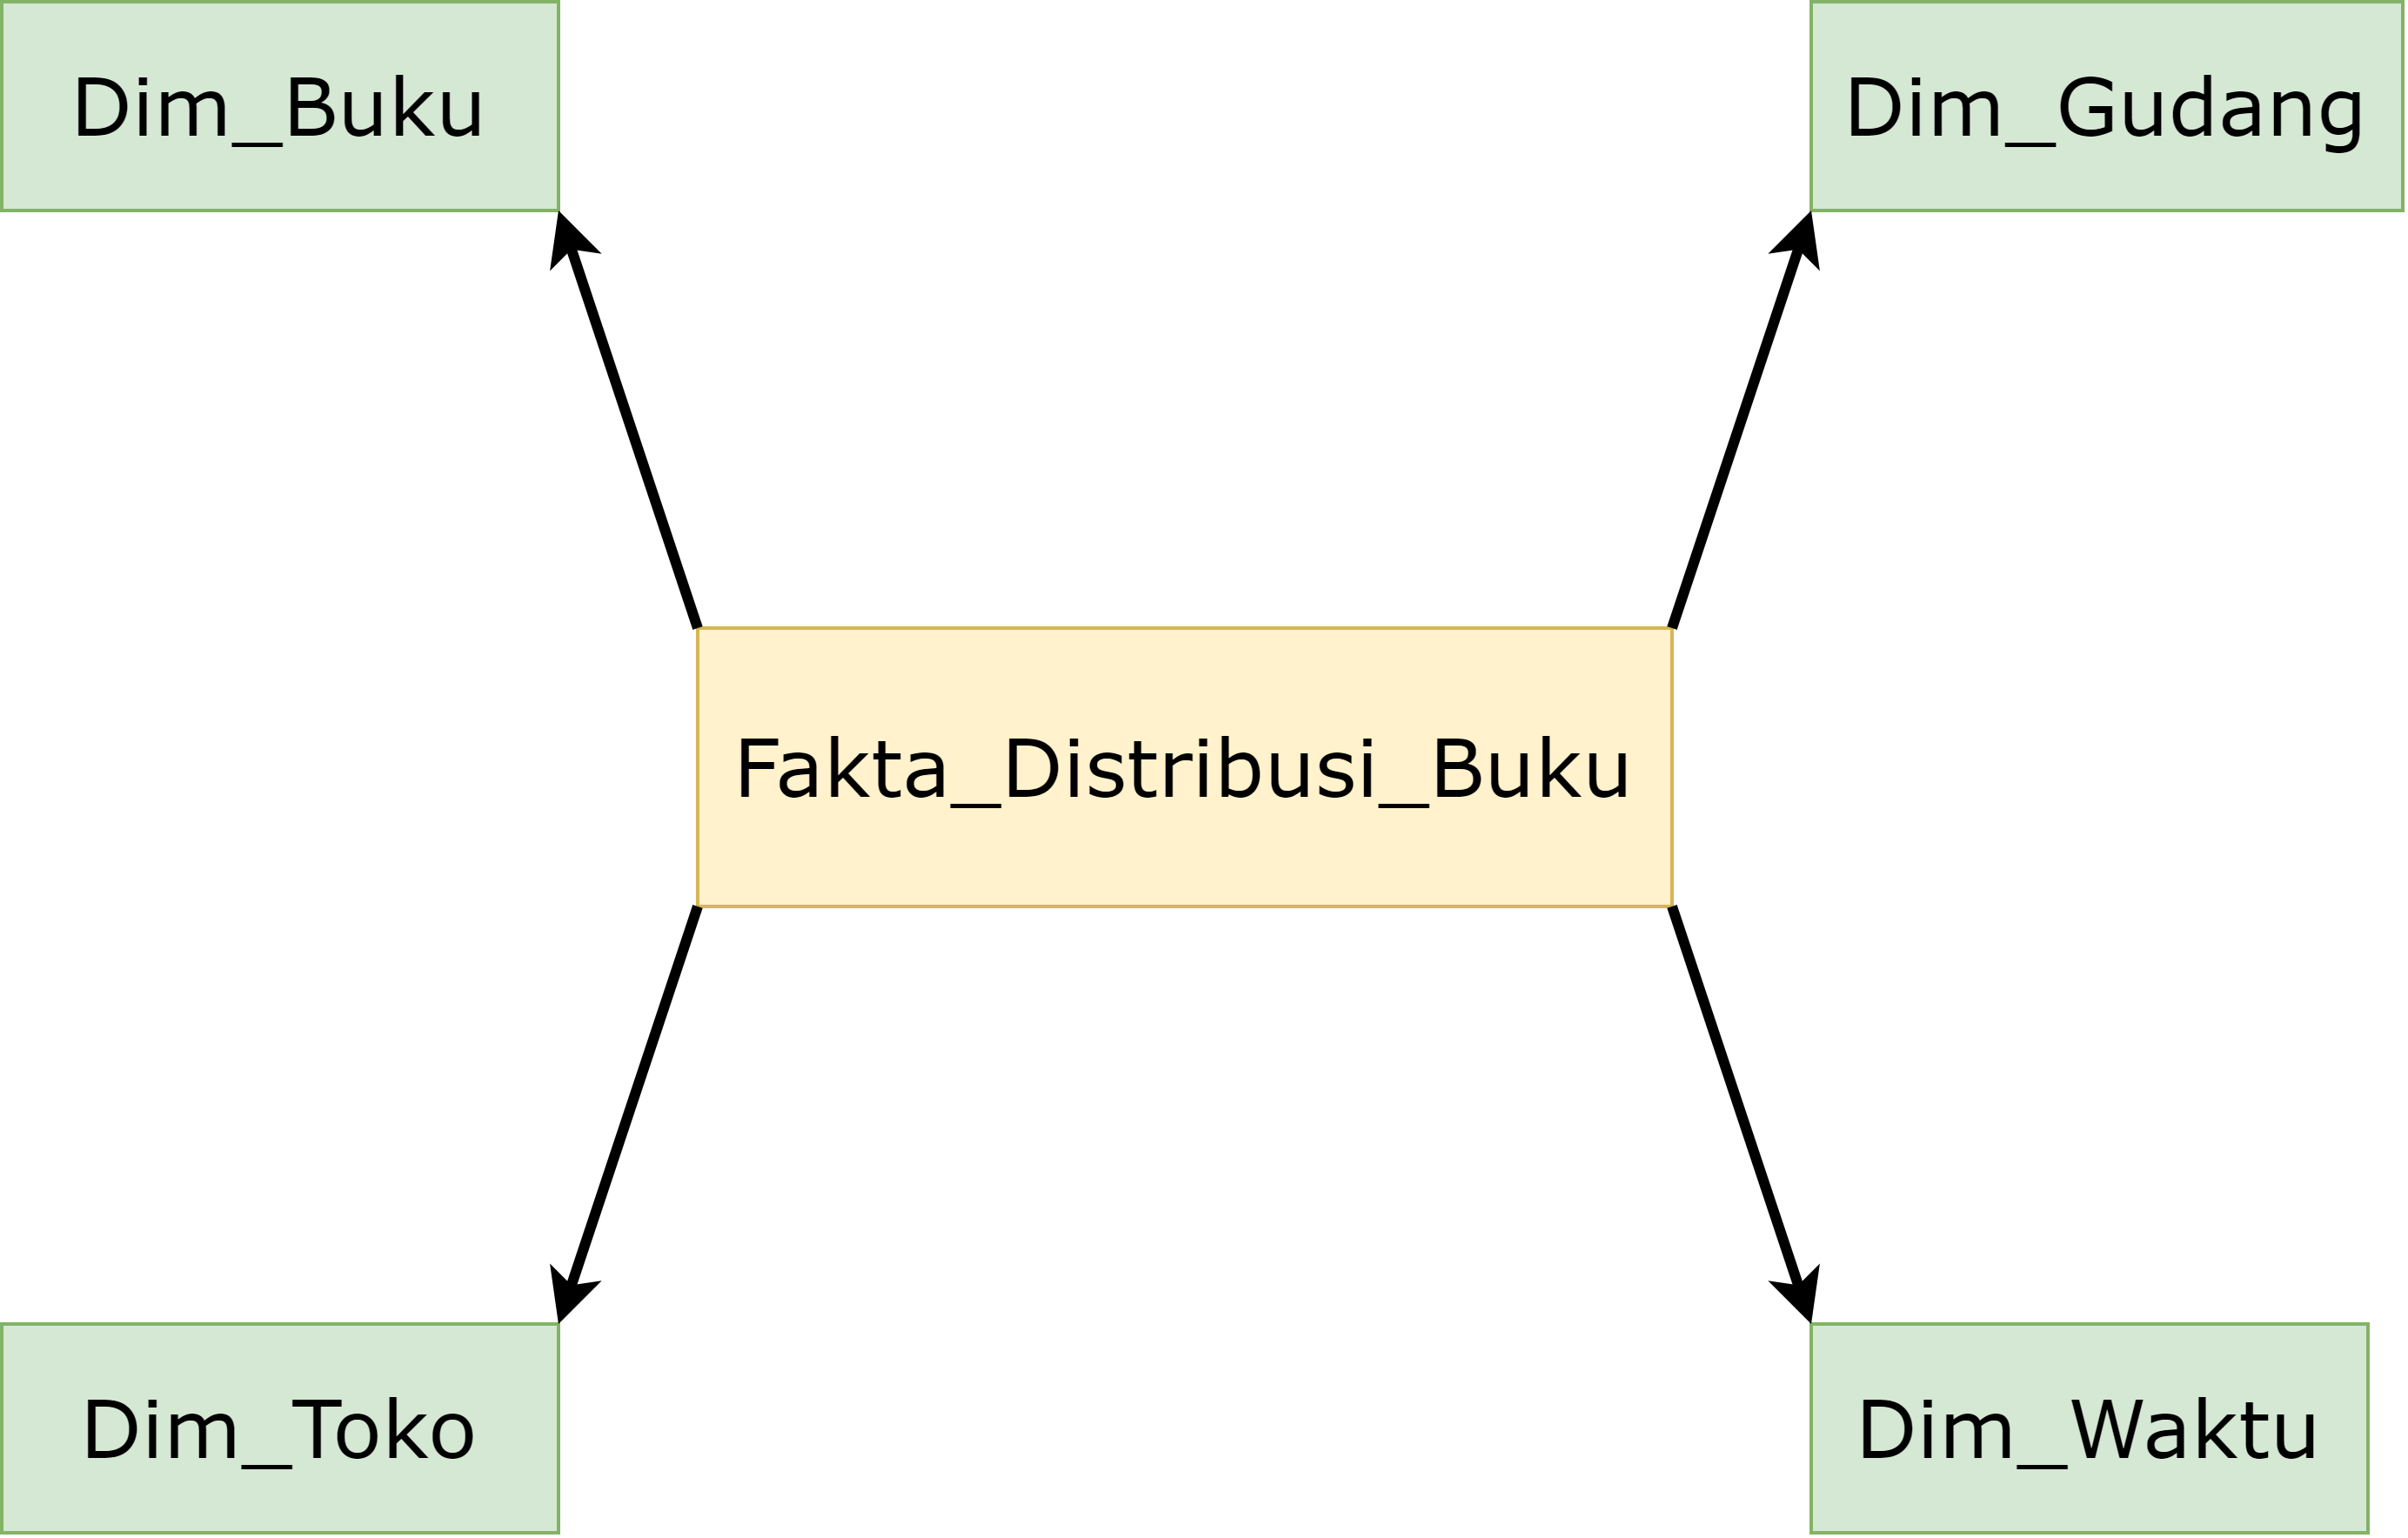 Dim_Buku
Dim_Gudang
Fakta_Distribusi_Buku
Dim_Toko
Dim_Waktu